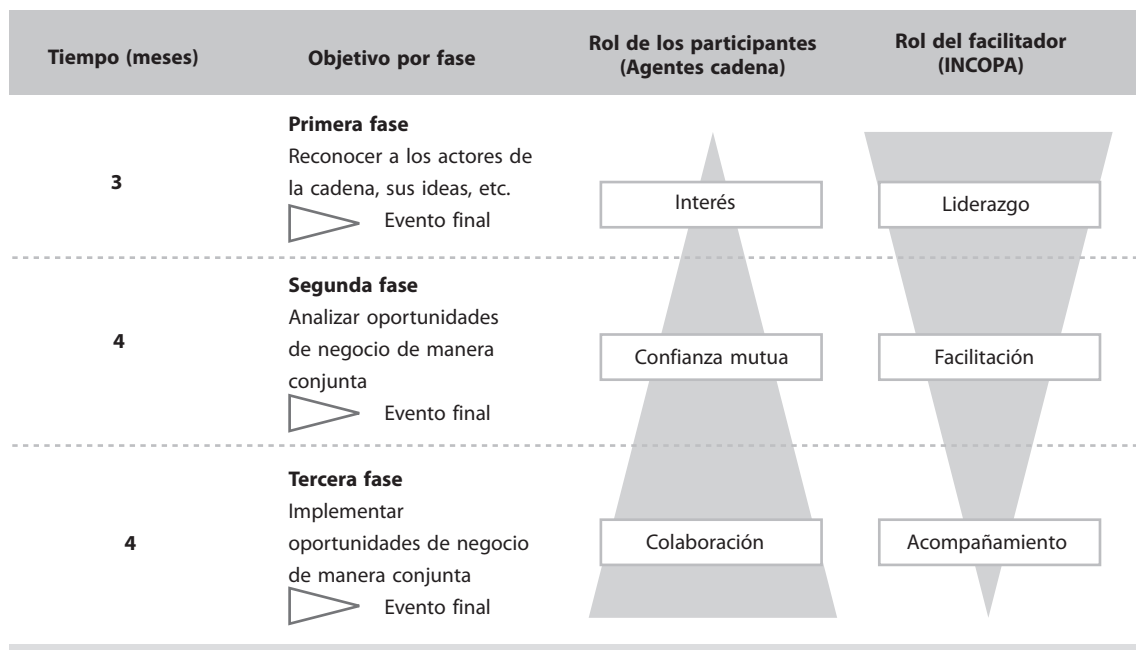 Tiempo (meses)
Objetivo por fase
Rol de los participantes
(Agentes cadena)
Rol del facilitador
(INCOPA)
3
Primera fase
Reconocer a los actores de
la cadena, sus ideas, etc.
Evento final
Interés
Liderazgo
4
Segunda fase
Analizar oportunidades
de negocio de manera
conjunta
Evento final
Confianza mutua
Facilitación
4
Tercera fase
Implementar
oportunidades de negocio
de manera conjunta
Evento final
Colaboración
Acompañamiento